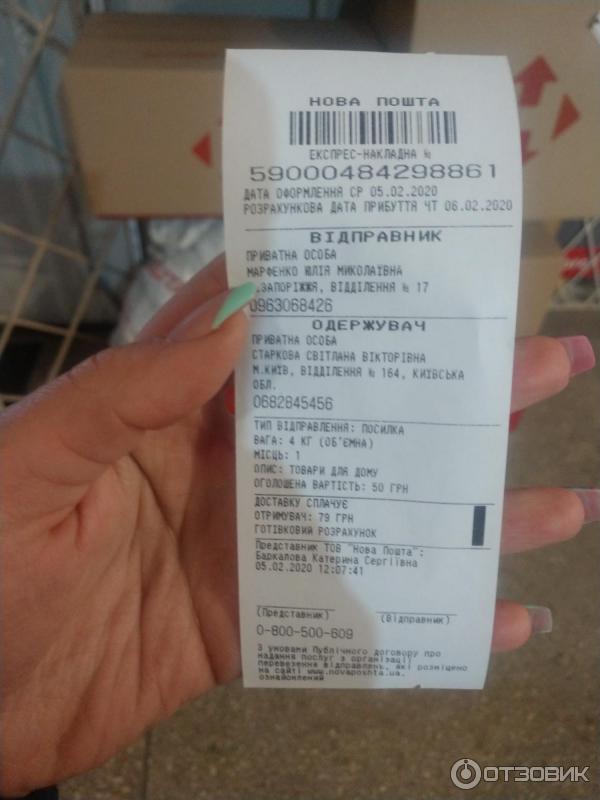 НОВА ПОШТА
ЕКСПРЕС-НАКЛАДНА №
59000484298861
ДАТА ОФОРМЛЕННЯ СР 05.02.2020
РОЗРАХУНКОВА ДАТА ПРИБУТТЯ ЧТ 06.02.2020
ВІДПРАВНИК
ПРИВАТНА ОСОБА
МАРФЕНКО ЮЛІЯ МИКОЛАЇВНА
ЗАПОРІЖЖЯ, ВІДДІЛЕННЯ № 17
0963068426
ОДЕРЖУВАЧ
ПРИВАТНА ОСОБА
СТАРКОВА СВІТЛАНА ВІКТОРІВНА
М.КИЇВ, ВІДДІЛЕННЯ № 164, КИЇВСЬКА
ОБЛ.
0682845456
ТИП ВІДПРАВЛЕННЯ: ПОСИЛКА
ВАГА: 4 КГ (ОБ'ЄМНА)
МІСЦЬ: 1
ОПИС: ТОВАРИ ДЛЯ ДОМУ
ОГОЛОШЕНА ВАРТІСТЬ: 50 ГРН
ДОСТАВКУ СПЛАЧУЄ
ОТРИМУВАЧ: 79 ГРН
ГОТІВКОВИЙ РОЗРАХУНОК
Представник ТОВ "Нова Пошта":
Баркалова Катерина Сергіївна
05.02.2020 12:07:41
(Представник) (Відправник)
0-800-500-609
З умовами Публічного договору про
надання послуг з організації
перевезення відправлень, які розміщено
на сайті www.novaposhta.ua,
ознайомлений
ОТЗОВИК